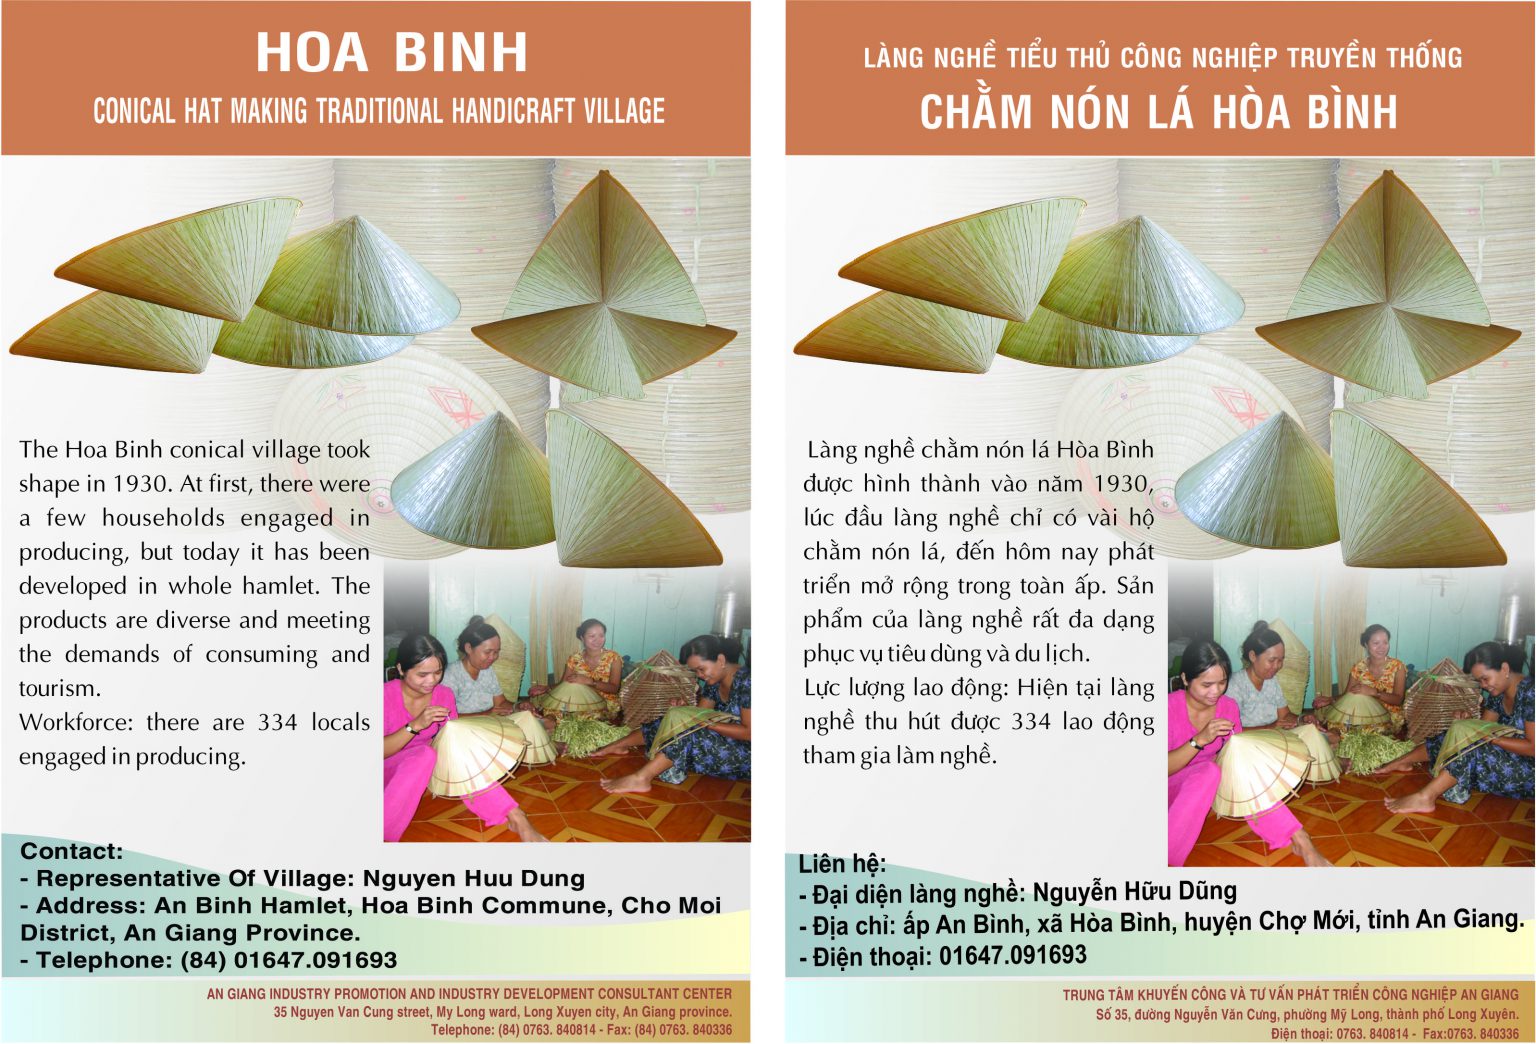 HOA BINH
CONICAL HAT MAKING TRADITIONAL HANDICRAFT VILLAGE
The Hoa Binh conical village took
shape in 1930. At first, there were
a few households engaged in
producing, but today it has been
developed in whole hamlet. The
products are diverse and meeting
the demands of consuming and
tourism.
Workforce: there are 334 locals
engaged in producing.
Contact:
- Representative Of Village: Nguyen Huu Dung
- Address: An Binh Hamlet, Hoa Binh Commune, Cho Moi
District, An Giang Province.
- Telephone: (84) 01647.091693
AN GIANG INDUSTRY PROMOTION AND INDUSTRY DEVELOPMENT CONSULTANT CENTER
35 Nguyen Van Cung street, My Long ward, Long Xuyen city, An Giang province.
Telephone: (84) 0763. 840814 - Fax: (84) 0763. 840336
LÀNG NGHỀ TIỂU THỦ CÔNG NGHIỆP TRUYỀN THỐNG
CHẰM NÓN LÁ HÒA BÌNH
Làng nghề chằm nón lá Hòa Bình
được hình thành vào năm 1930,
lúc đầu làng nghề chỉ có vài hộ
chằm nón lá, đến hôm nay phát
triển mở rộng trong toàn ấp. Sản
phẩm của làng nghề rất đa dạng
phục vụ tiêu dùng và du lịch.
Lực lượng lao động: Hiện tại làng
nghề thu hút được 334 lao động
tham gia làm nghề.
Liên hệ:
- Đại diện làng nghề: Nguyễn Hữu Dũng
- Địa chỉ: ấp An Bình, xã Hòa Bình, huyện Chợ Mới, tỉnh An Giang.
- Điện thoại: 01647.091693
TRUNG TÂM KHUYẾN CÔNG VÀ TƯ VẤN PHÁT TRIỂN CÔNG NGHIỆP AN GIANG
Số 35, đường Nguyễn Văn Cưng, phường Mỹ Long, thành phố Long Xuyên.
Điện thoại: 0763. 840814 - Fax:0763. 840336